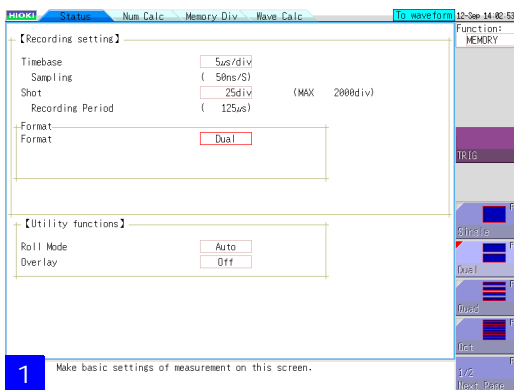 HIOKI Status Num Calc Memory Div Wave Calc To waveform 12-Sep 14:02:53
Function:
MEMORY
【Recording setting】
Timebase 5µs/div
Sampling ( 50ns/S)
Shot 25div (MAX 2000div)
Recording Period ( 125µs)
Format
Format Dual
TRIG
【Utility functions】
Roll Mode Auto
Overlay Off
Single
Dual
Quad
Oct
1/2
Next Page
1 Make basic settings of measurement on this screen.